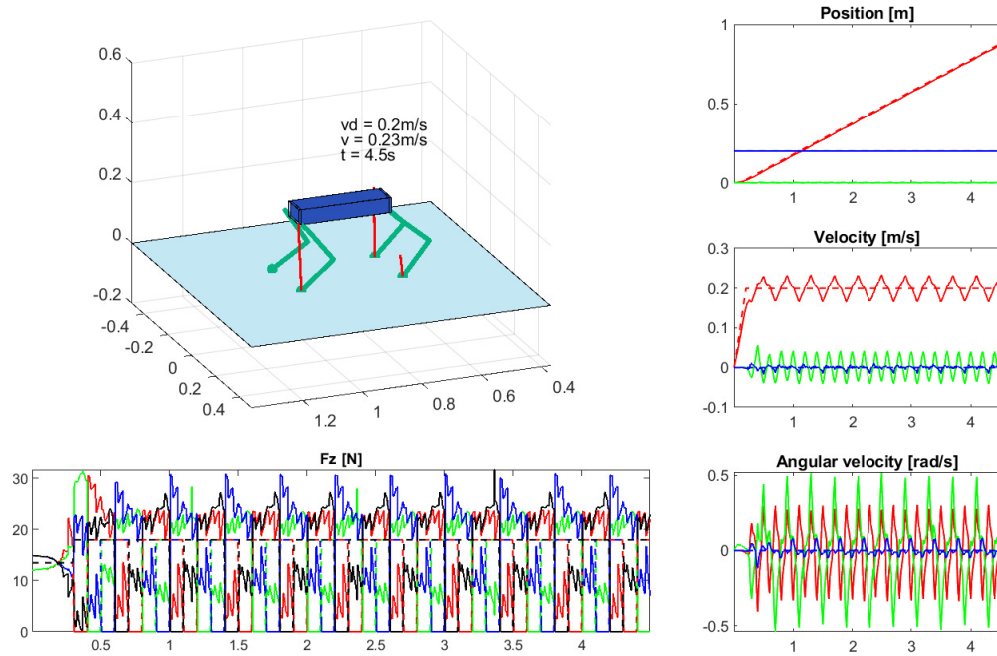 0.6
0.4
0.2
0
-0.2
-0.4
-0.2
0
0.2
0.4
1.2
1
0.8
0.6
0.4
vd = 0.2m/s
v = 0.23m/s
t = 4.5s
Position [m]
1
0.5
0
1 2 3 4
Velocity [m/s]
0.3
0.2
0.1
0
-0.1
1 2 3 4
Fz [N]
30
20
10
0
0.5 1 1.5 2 2.5 3 3.5 4
Angular velocity [rad/s]
0.5
0
-0.5
1 2 3 4